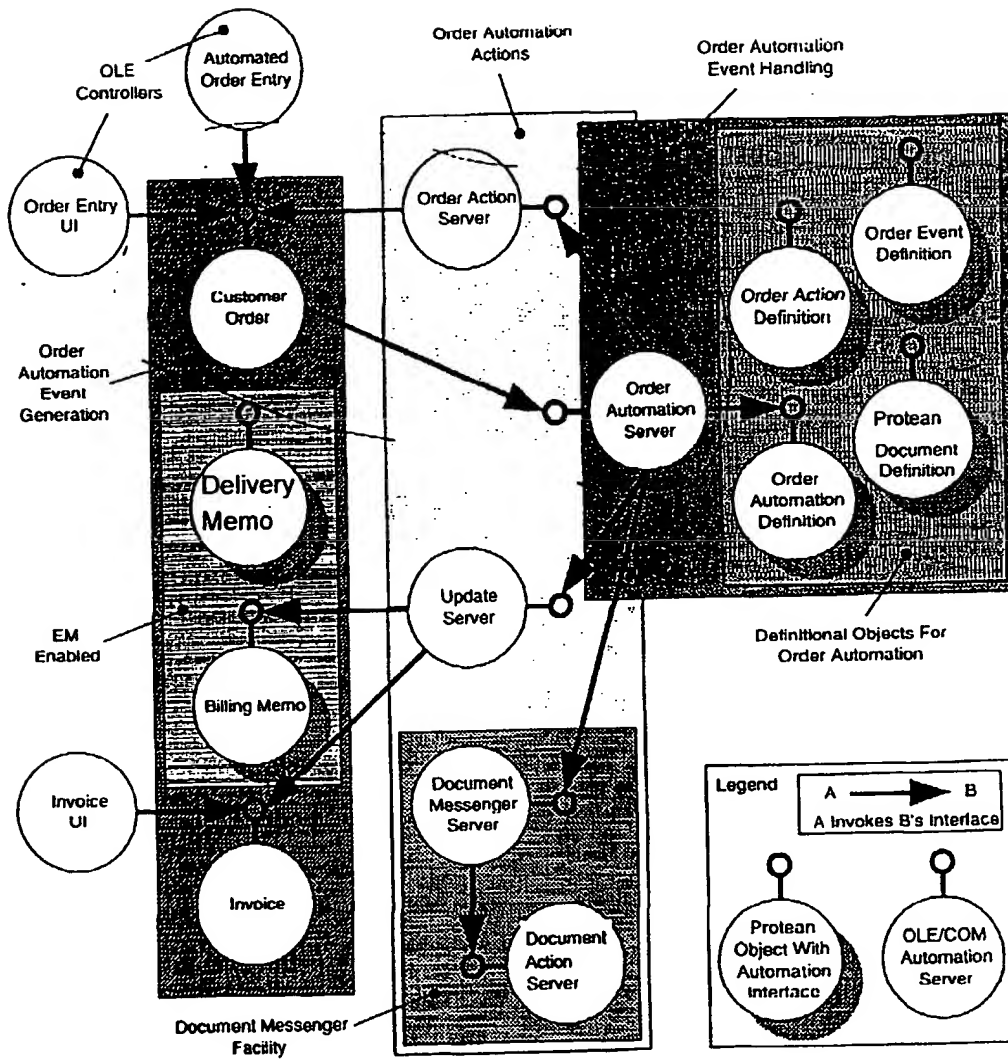 OLE
Controllers
Automated
Order Entry
Order Automation
Actions
Order Automation
Event Handling
Order Entry
UI
Order Action
Server
Order Event
Definition
Order Action
Definition
Customer
Order
Order
Automation
Event
Generation
Order
Automation
Server
Protean
Document Definition
Order
Automation
Definition
Delivery
Memo
Update
Server
EM
Enabled
Definitional Objects For
Order Automation
Billing Memo
Invoice
UI
Document
Messenger
Server
Invoice
Document
Action
Server
Document Messenger
Facility
Legend
A
B
A Invokes B's Interface
Protean
Object With
Automation
Interface
OLE/COM
Automation
Server